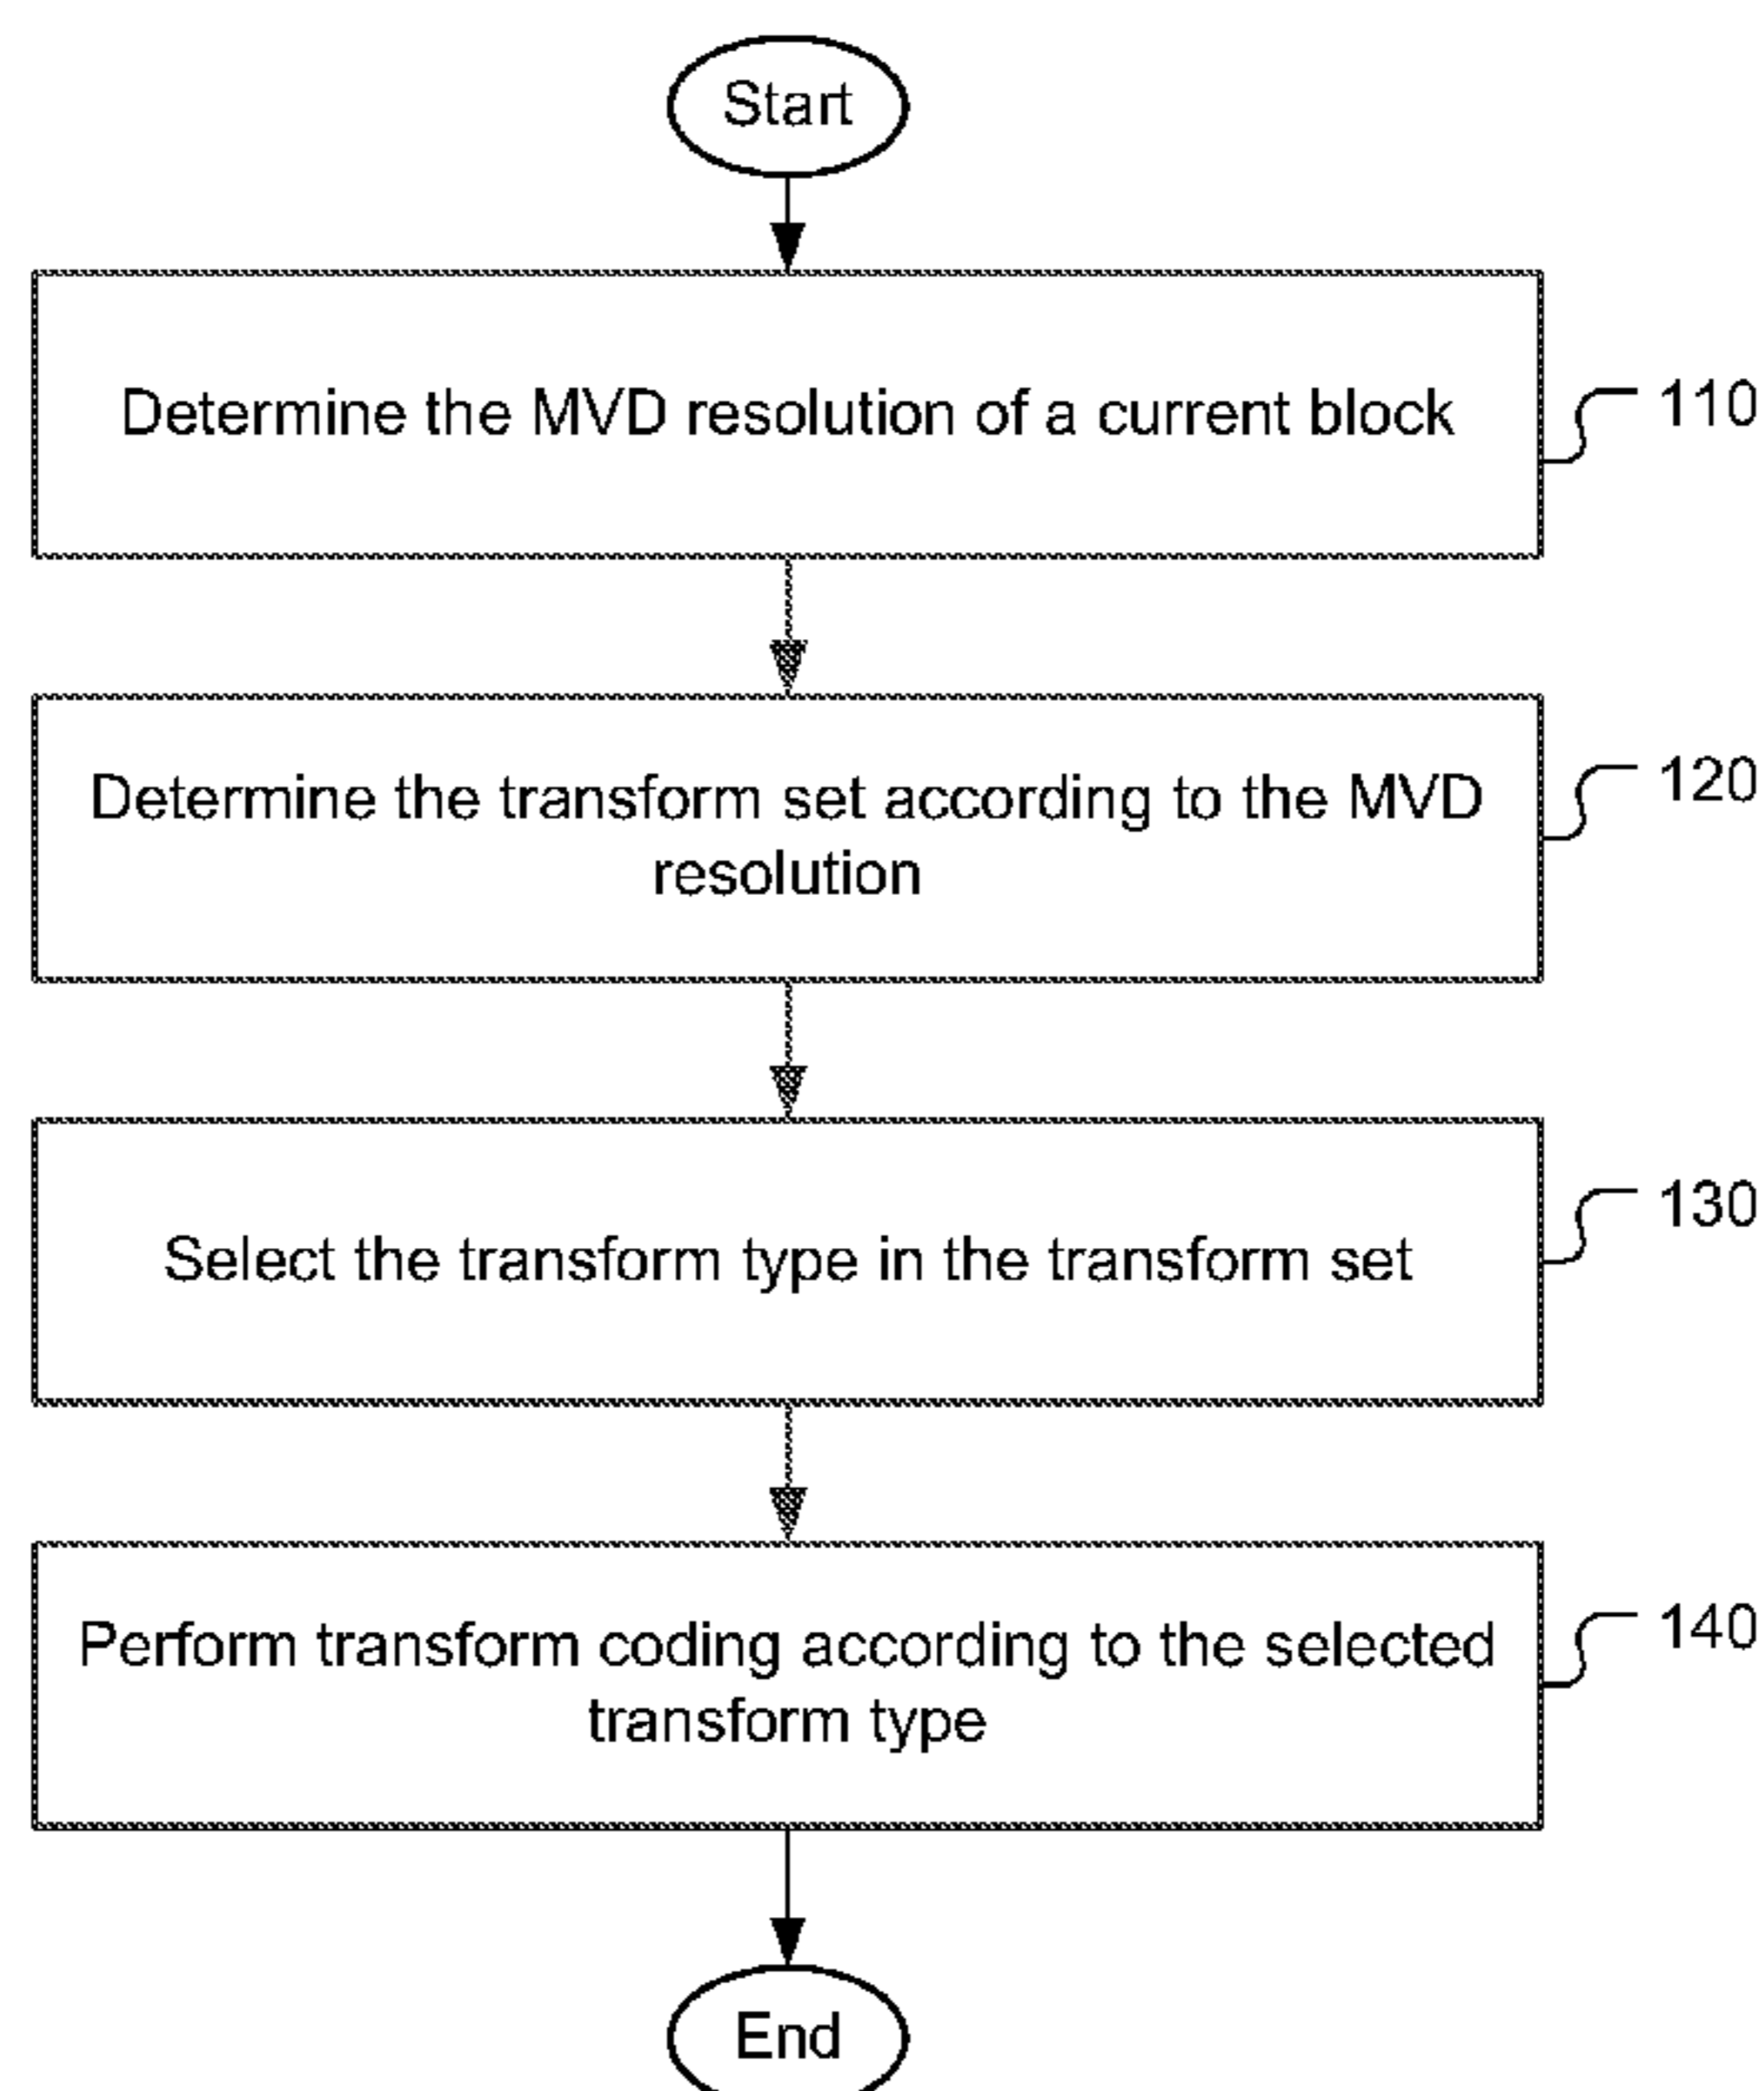 Start
Determine the MVD resolution of a current block
110
Determine the transform set according to the MVD
resolution
120
Select the transform type in the transform set
130
Perform transform coding according to the selected
transform type
140
End